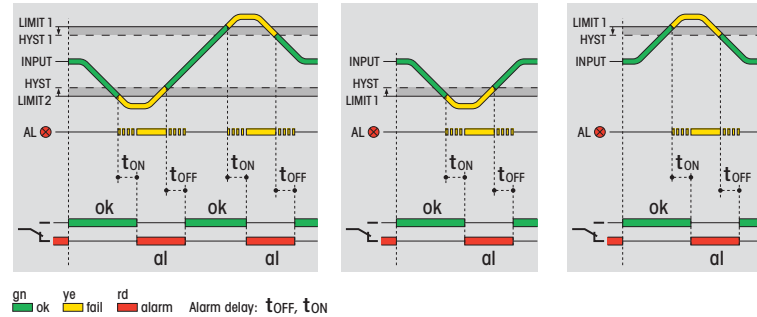 LIMIT 1
HYST 1
INPUT
HYST
LIMIT2
AL
tON
tOFF
tON
tOFF
ok
ok
al
al
INPUT
HYST
LIMIT 1
AL
tON
tOFF
ok
al
LIMIT 1
HYST
INPUT
AL
tON
tOFF
ok
al
gn ye rd
ok fail alarm Alarm delay: tOFF, tON